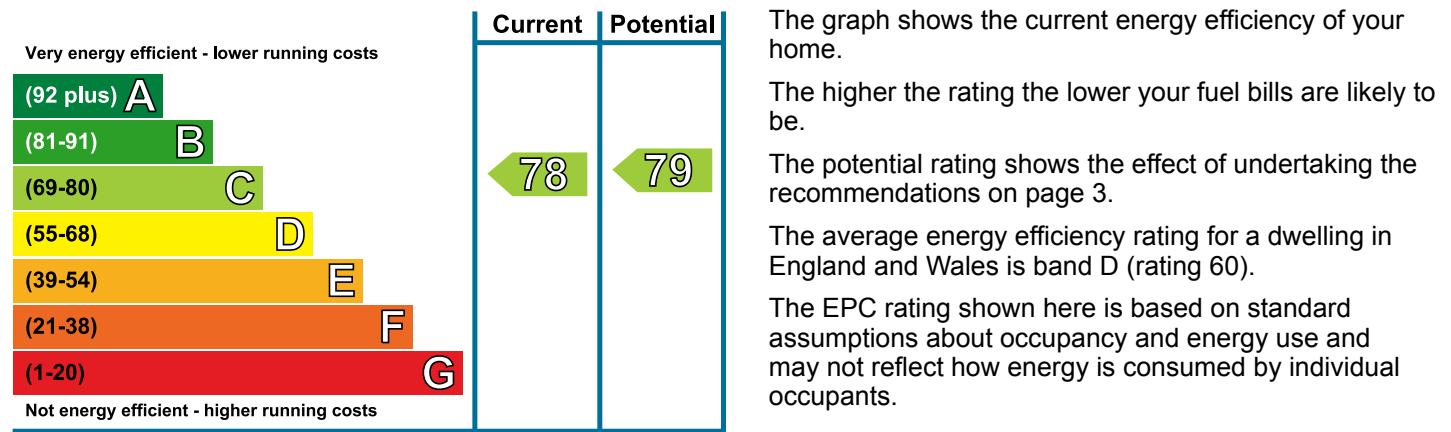 Current Potential
Very energy efficient - lower running costs
(92 plus) A
(81-91) B
(69-80) C
78 79
(55-68) D
(39-54) E
(21-38) F
(1-20) G
Not energy efficient - higher running costs
The graph shows the current energy efficiency of your
home.
The higher the rating the lower your fuel bills are likely to
be.
The potential rating shows the effect of undertaking the
recommendations on page 3.
The average energy efficiency rating for a dwelling in
England and Wales is band D (rating 60).
The EPC rating shown here is based on standard
assumptions about occupancy and energy use and
may not reflect how energy is consumed by individual
occupants.